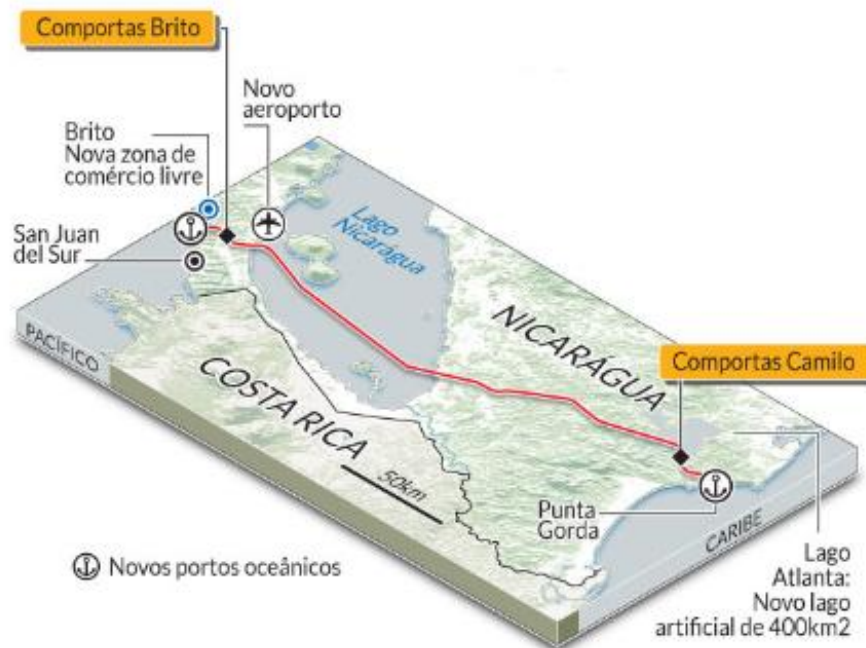 Comportas Brito
Novo
aeroporto
Brito
Nova zona de
comércio livre
San Juan
del Sur
Lago
Nicarágua
NICARÁGUA
PACÍFICO
COSTA RICA
Comportas Camilo
50km
Punta
Gorda
CARIBE
Lago
Atlanta:
Novo lago
artificial de 400km2
Novos portos oceânicos